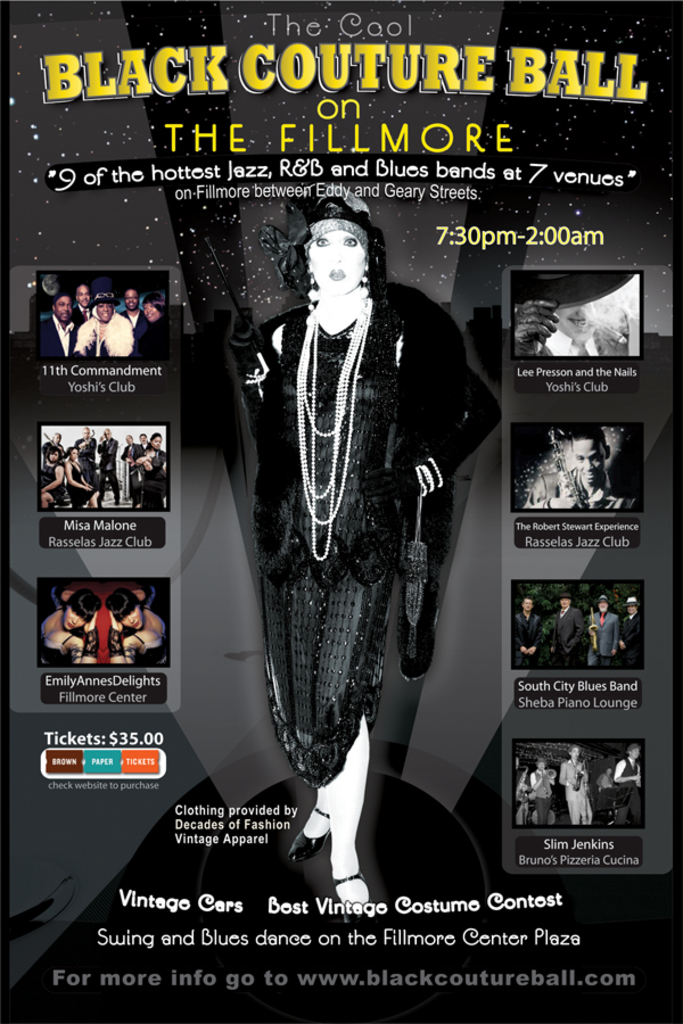 The Cool
BLACK COUTURE BALL
on
THE FILLMORE
"9 of the hottest Jazz, R&B and Blues bands at 7 venues"
on Fillmore between Eddy and Geary Streets.
7:30pm-2:00am
11th Commandment
Yoshi's Club
Misa Malone
Rasselas Jazz Club
EmilyAnnesDelights
Fillmore Center
Tickets: $35.00
BROWN PAPER TICKETS
check website to purchase
Lee Presson and the Nails
Yoshi's Club
The Robert Stewart Experience
Rasselas Jazz Club
South City Blues Band
Sheba Piano Lounge
Slim Jenkins
Bruno's Pizzeria Cucina
Clothing provided by
Decades of Fashion
Vintage Apparel
Vintage Cars Best Vintage Costume Contest
Swing and Blues dance on the Fillmore Center Plaza
For more info go to www.blackcoutureball.com